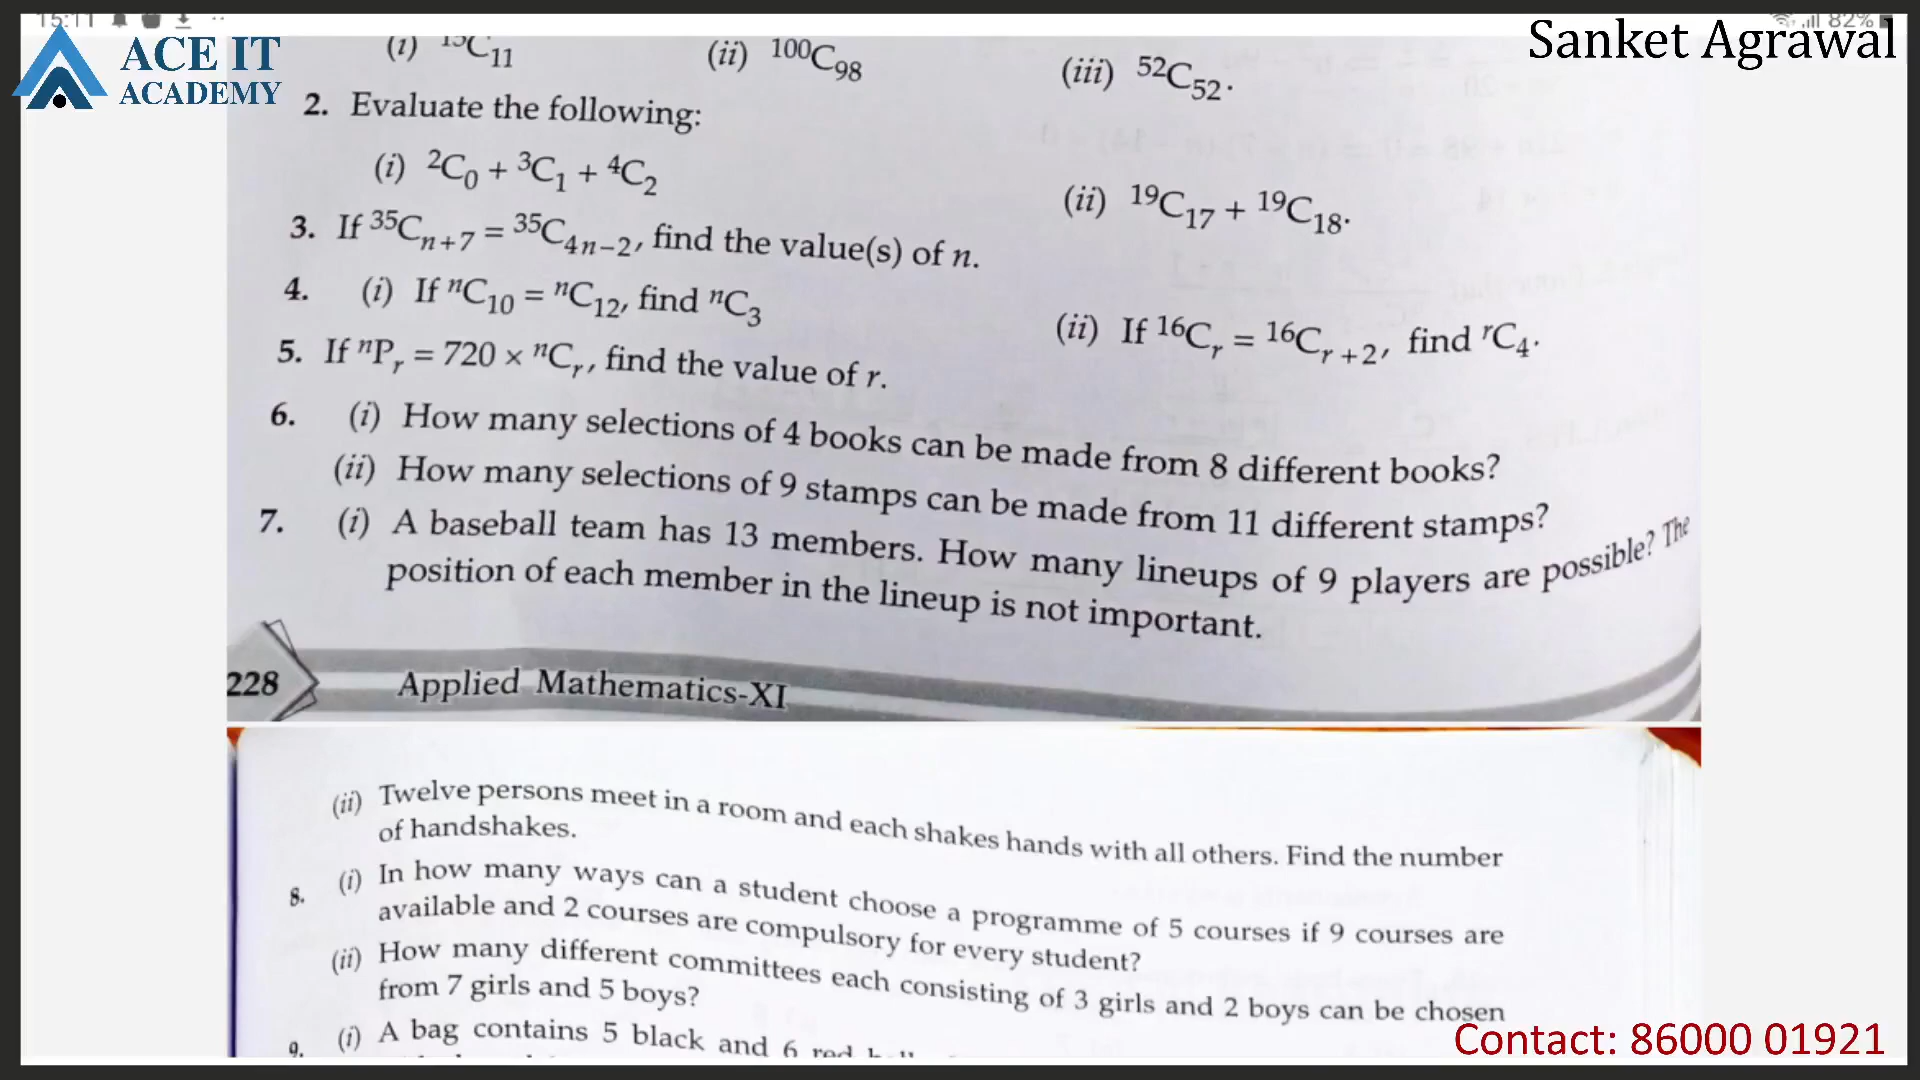 15:11
82%
ACE IT
ACADEMY
Sanket Agrawal
(i) ¹⁵C₁₁ (ii) ¹⁰⁰C₉₈ (iii) ⁵²C₅₂.
2. Evaluate the following:
(i) ²C₀ + ³C₁ + ⁴C₂ (ii) ¹⁹C₁₇ + ¹⁹C₁₈.
3. If ³⁵Cₙ₊₇ = ³⁵C₄ₙ₋₂, find the value(s) of n.
4. (i) If ⁿC₁₀ = ⁿC₁₂, find ⁿC₃ (ii) If ¹⁶Cᵣ = ¹⁶Cᵣ₊₂, find ʳC₄.
5. If ⁿPᵣ = 720 × ⁿCᵣ, find the value of r.
6. (i) How many selections of 4 books can be made from 8 different books?
(ii) How many selections of 9 stamps can be made from 11 different stamps?
7. (i) A baseball team has 13 members. How many lineups of 9 players are possible? The
position of each member in the lineup is not important.
228 Applied Mathematics-XI
(ii) Twelve persons meet in a room and each shakes hands with all others. Find the number
of handshakes.
8. (i) In how many ways can a student choose a programme of 5 courses if 9 courses are
available and 2 courses are compulsory for every student?
(ii) How many different committees each consisting of 3 girls and 2 boys can be chosen
from 7 girls and 5 boys?
9. (i) A bag contains 5 black and 6 red
Contact: 86000 01921